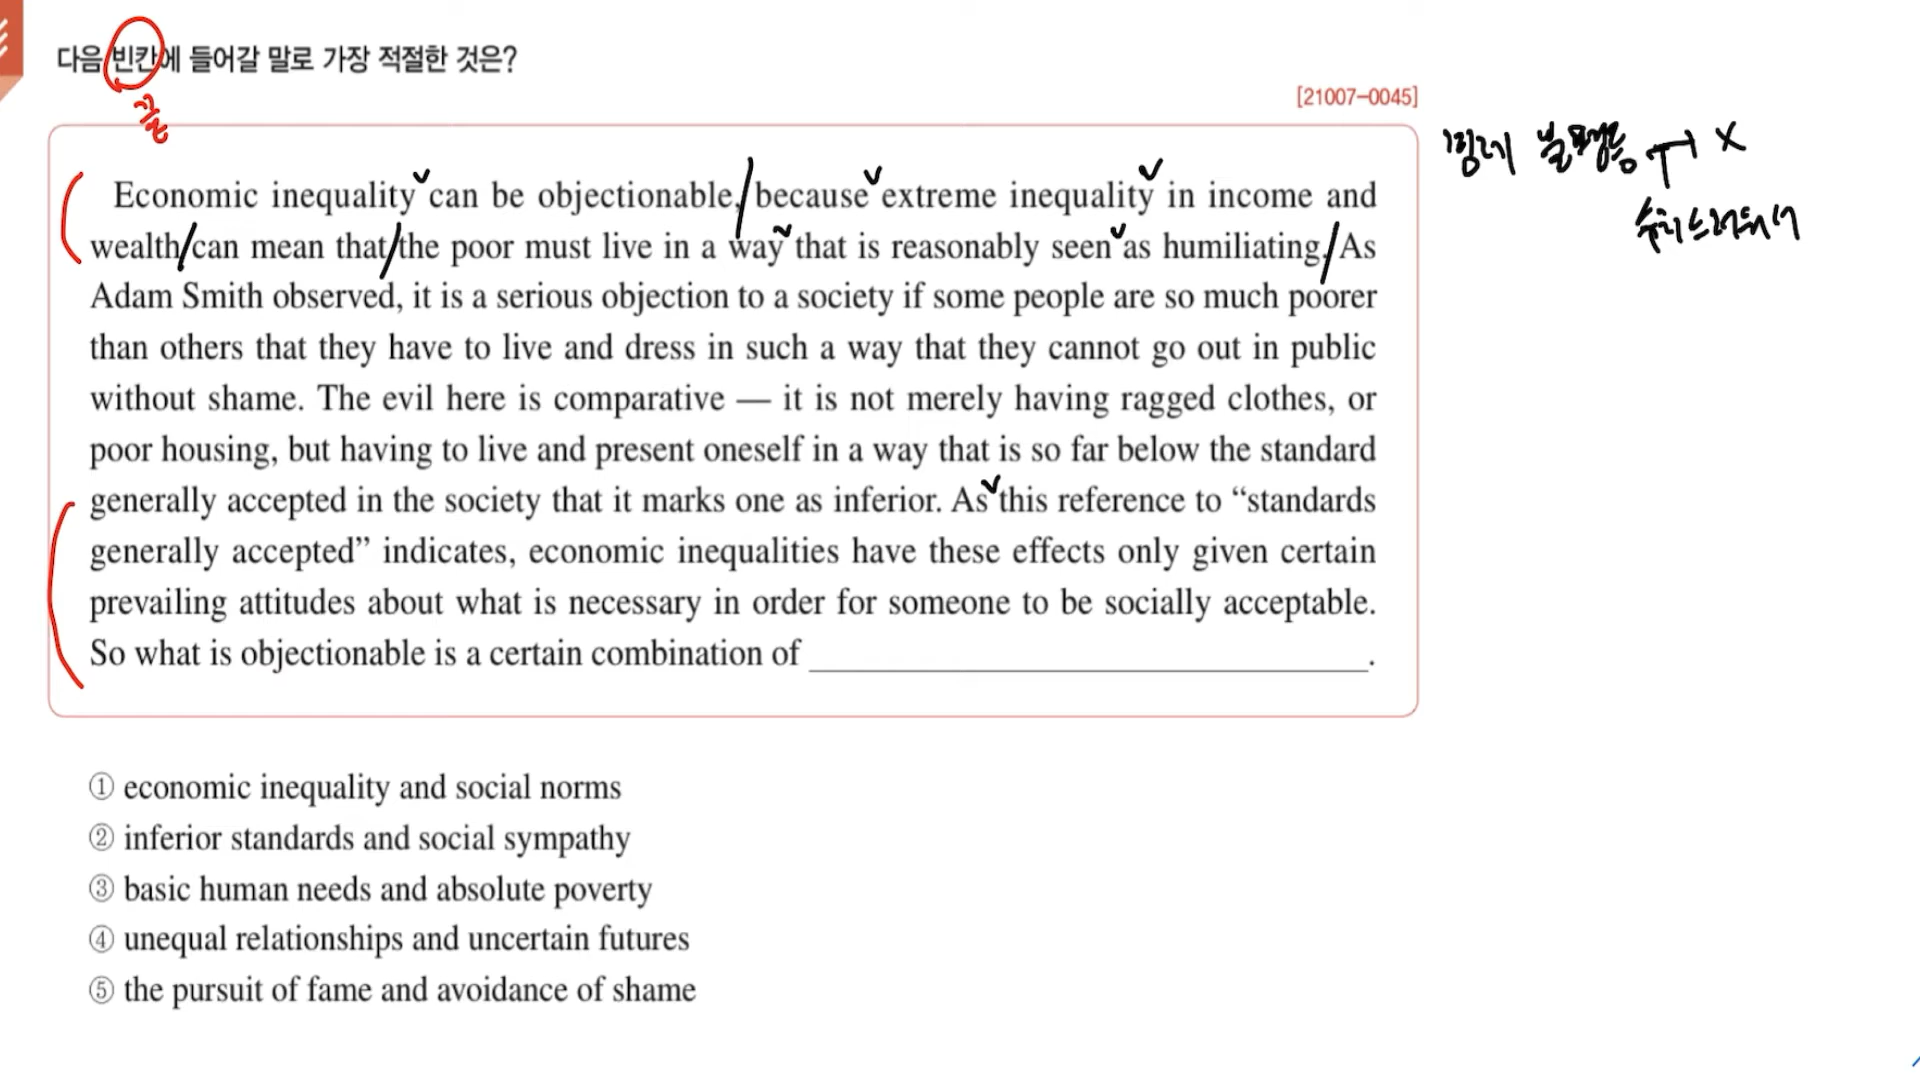 다음 빈칸에 들어갈 말로 가장 적절한 것은?
끝
[21007-0045]
Economic inequality can be objectionable, because extreme inequality in income and
wealth can mean that the poor must live in a way that is reasonably seen as humiliating. As
Adam Smith observed, it is a serious objection to a society if some people are so much poorer
than others that they have to live and dress in such a way that they cannot go out in public
without shame. The evil here is comparative — it is not merely having ragged clothes, or
poor housing, but having to live and present oneself in a way that is so far below the standard
generally accepted in the society that it marks one as inferior. As this reference to “standards
generally accepted” indicates, economic inequalities have these effects only given certain
prevailing attitudes about what is necessary in order for someone to be socially acceptable.
So what is objectionable is a certain combination of
불평등
① economic inequality and social norms
② inferior standards and social sympathy
③ basic human needs and absolute poverty
④ unequal relationships and uncertain futures
⑤ the pursuit of fame and avoidance of shame